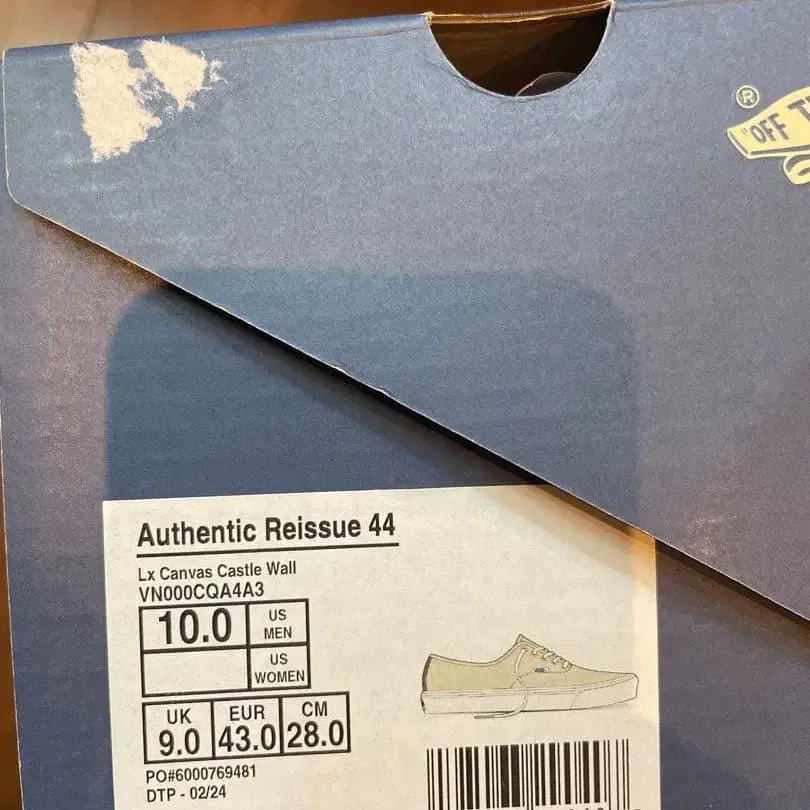 ®
"OFF T
Authentic Reissue 44
Lx Canvas Castle Wall
VN000CQA4A3
10.0 US MEN
US WOMEN
UK EUR CM
9.0 43.0 28.0
PO#6000769481
DTP - 02/24